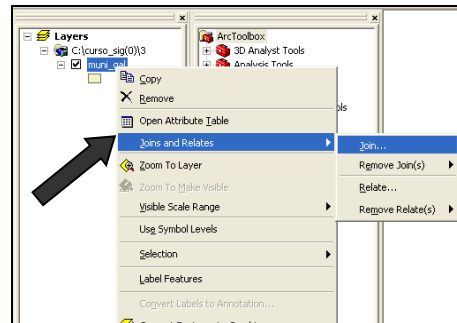 Layers
C:\curso_sig(0)\3
muni_gal
ArcToolbox
3D Analyst Tools
Analysis Tools
Copy
Remove
Open Attribute Table
Joins and Relates
Zoom To Layer
Zoom To Make Visible
Visible Scale Range
Use Symbol Levels
Selection
Label Features
Convert Labels to Annotation...
Join...
Remove Join(s)
Relate...
Remove Relate(s)